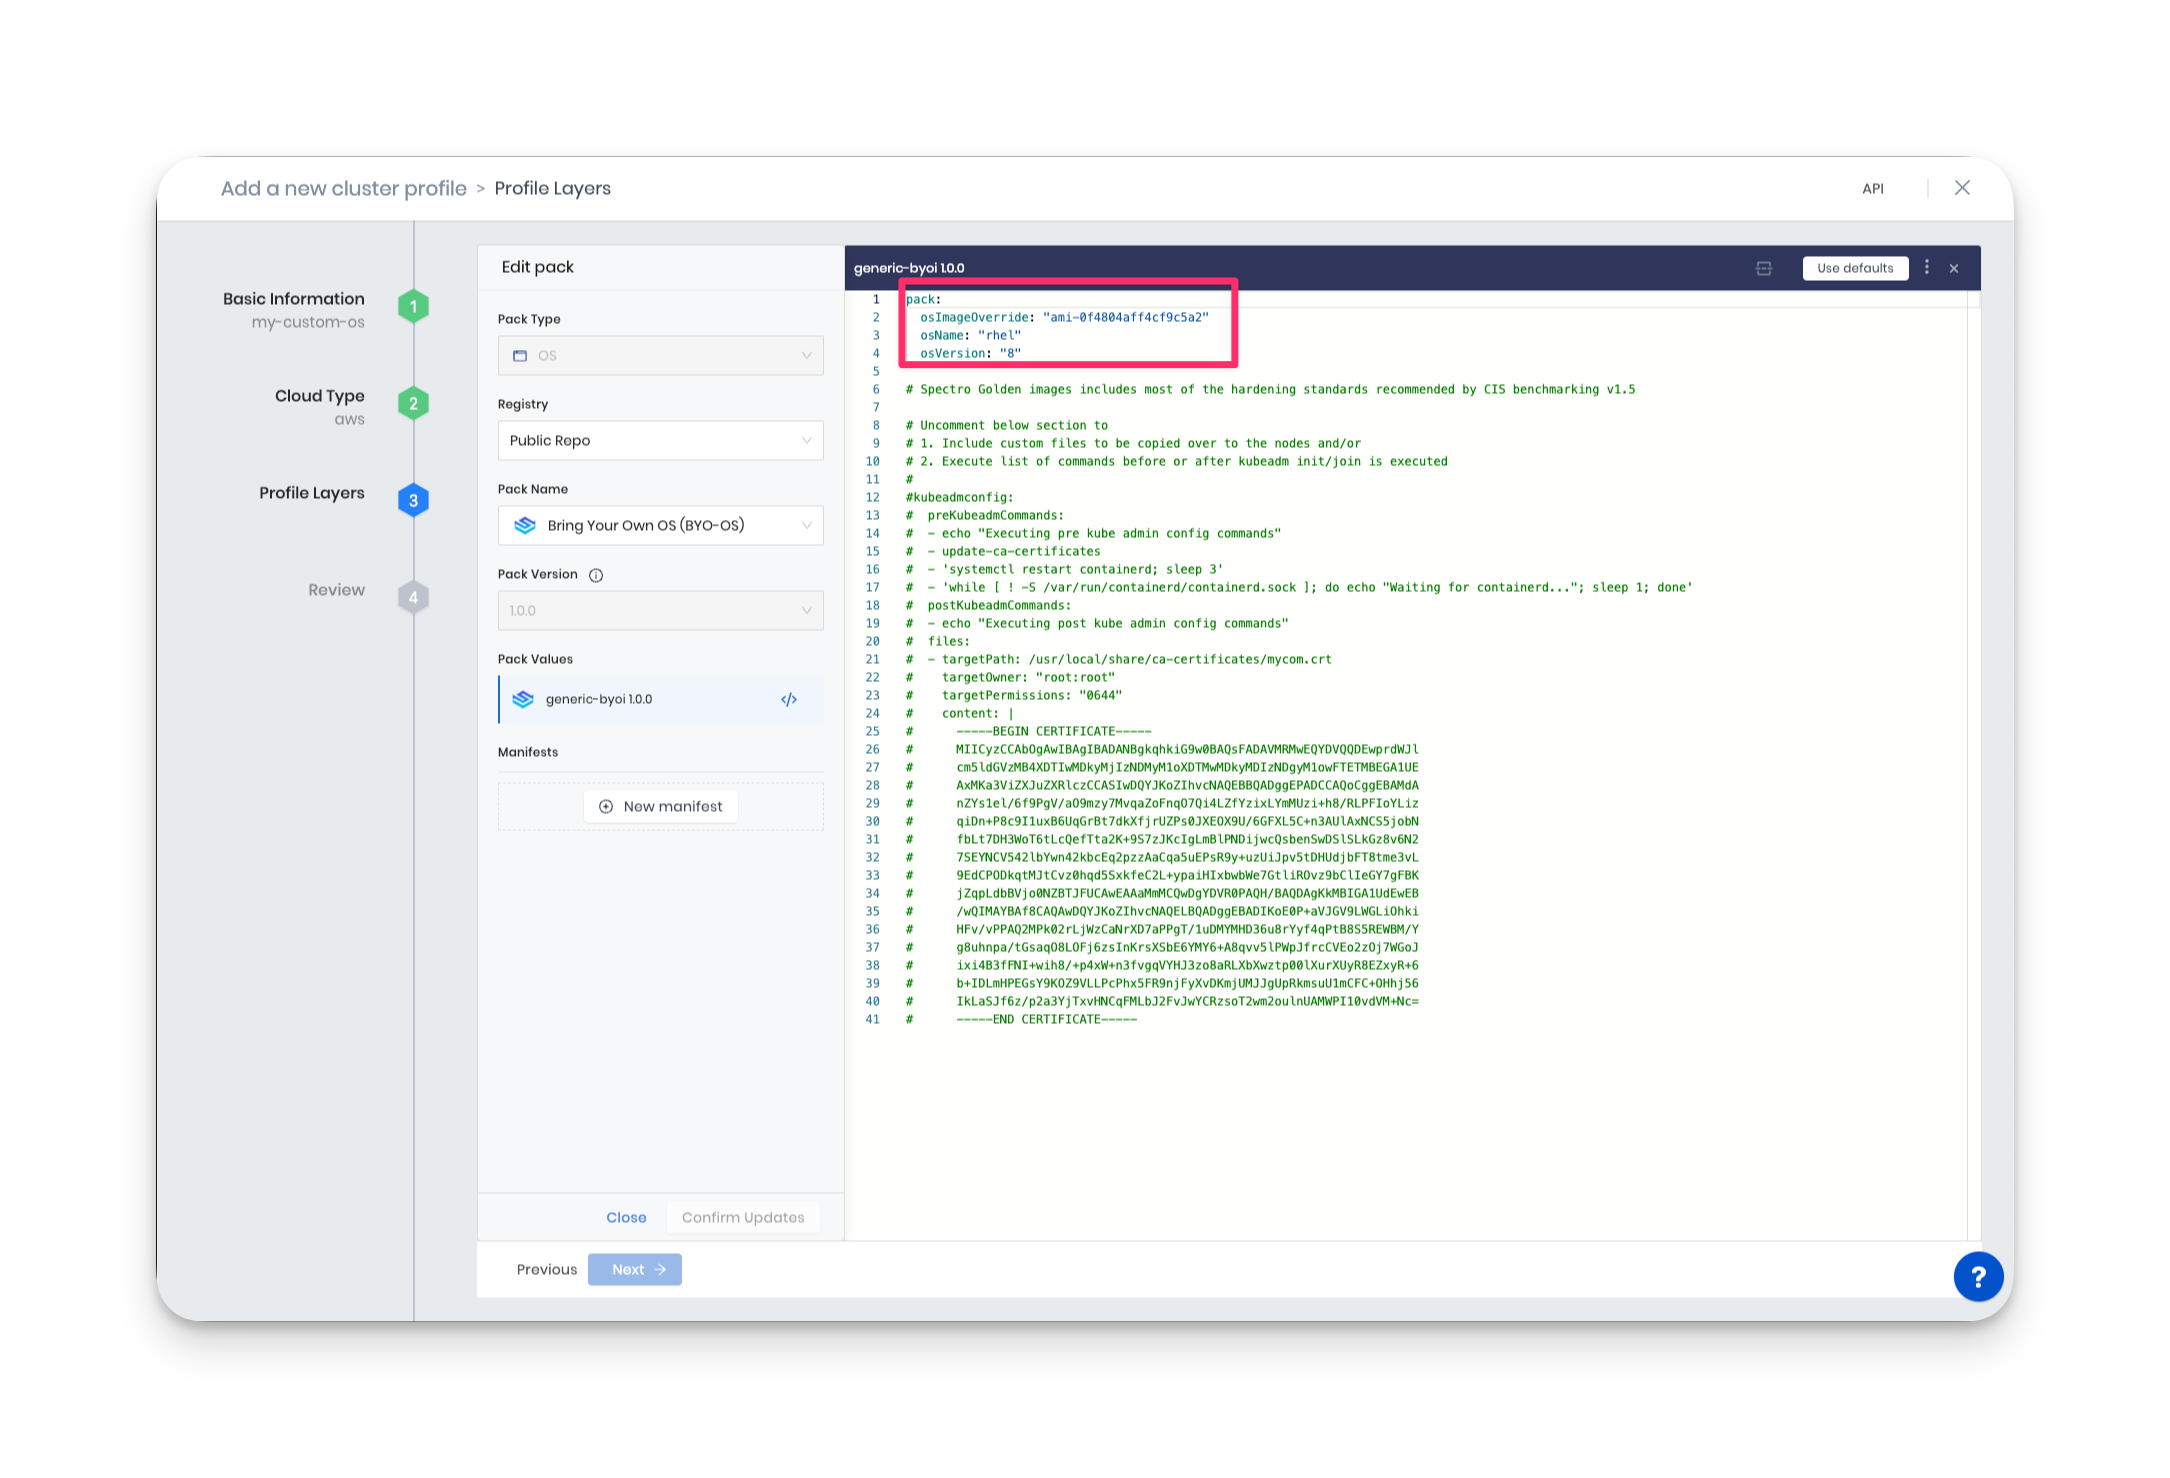 Add a new cluster profile > Profile Layers
API
Basic Information
my-custom-os
1
Cloud Type
aws
2
Profile Layers
3
Review
4
Edit pack
Pack Type
OS
Registry
Public Repo
Pack Name
Bring Your Own OS (BYO-OS)
Pack Version
1.0.0
Pack Values
generic-byoi 1.0.0
</>
Manifests
New manifest
Close
Confirm Updates
Previous
Next →
generic-byoi 1.0.0
Use defaults
1 pack:
2 osImageOverride: "ami-0f4804aff4cf9c5a2"
3 osName: "rhel"
4 osVersion: "8"
5
6 # Spectro Golden images includes most of the hardening standards recommended by CIS benchmarking v1.5
7
8 # Uncomment below section to
9 # 1. Include custom files to be copied over to the nodes and/or
10 # 2. Execute list of commands before or after kubeadm init/join is executed
11 #
12 #kubeadmconfig:
13 #  preKubeadmCommands:
14 #  - echo "Executing pre kube admin config commands"
15 #  - update-ca-certificates
16 #  - 'systemctl restart containerd; sleep 3'
17 #  - 'while [ ! -S /var/run/containerd/containerd.sock ]; do echo "Waiting for containerd..."; sleep 1; done'
18 #  postKubeadmCommands:
19 #  - echo "Executing post kube admin config commands"
20 #  files:
21 #  - targetPath: /usr/local/share/ca-certificates/mycom.crt
22 #    targetOwner: "root:root"
23 #    targetPermissions: "0644"
24 #    content: |
25 #      -----BEGIN CERTIFICATE-----
26 #      MIICyzCCAbOgAwIBAgIBADANBgkqhkiG9w0BAQsFADAVMRMwEQYDVQQDEwprdWJl
27 #      cm5ldGVzMB4XDTIwMDkyMjIzNDMyM1oXDTMwMDkyMDIzNDgyM1owFTETMBEGA1UE
28 #      AxMKa3ViZXJuZXRlczCCASIwDQYJKoZIhvcNAQEBBQADggEPADCCAQoCggEBAMdA
29 #      nZYs1el/6f9PgV/aO9mzy7MvqaZoFnqO7Qi4LZfYzixLYmMUzi+h8/RLPFIoYLiz
30 #      qiDn+P8c9I1uxB6UqGrBt7dkXfjrUZPs0JXEOX9U/6GFXL5C+n3AUlAxNCS5jobN
31 #      fbLt7DH3WoT6tLcQefTta2K+9S7zJKcIgLmBlPNDijwcQsbenSwDSlSLkGz8v6N2
32 #      7SEYNCV542lbYwn42kbcEq2pzzAaCqa5uEPsR9y+uzUiJpv5tDHUdjbFT8tme3vL
33 #      9EdCPODkqtMJtCvz0hqd5SxkfeC2L+ypaiHIxbwbWe7GtliROvz9bClIeGY7gFBK
34 #      jZqpLdbBVjo0NZBTJFUCAwEAAaMmMCQwDgYDVR0PAQH/BAQDAgKkMBIGA1UdEwEB
35 #      /wQIMAYBAf8CAQAwDQYJKoZIhvcNAQELBQADggEBADIKoE0P+aVJGV9LWGLiOhki
36 #      HFv/vPPAQ2MPk02rLjWzCaNrXD7aPPgT/1uDMYMHD36u8rYyf4qPtB8S5REWBM/Y
37 #      g8uhnpa/tGsaqO8LOFj6zsInKrsXSbE6YMY6+A8qvv5lPWpJfrcCVEo2zOj7WGoJ
38 #      ixi4B3fFNI+wih8/+p4xW+n3fvgqVYHJ3zo8aRLXbXwztp00lXurXUyR8EZxyR+6
39 #      b+IDLmHPEGsY9KOZ9VLLPcPhx5FR9njFyXvDKmjUMJJgUpRkmsuU1mCFC+OHhj56
40 #      IkLaSJf6z/p2a3YjTxvHNCqFMLbJ2FvJwYCRzsoT2wm2oulnUAMWPI10vdVM+Nc=
41 #      -----END CERTIFICATE-----
?